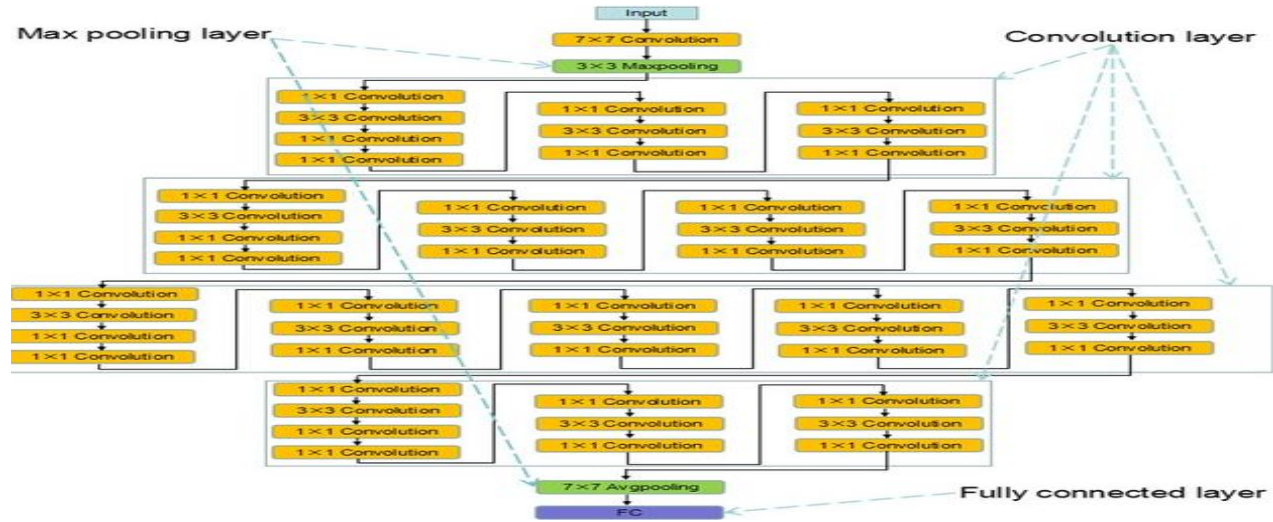 Input
Max pooling layer
7×7 Convolution
Convolution layer
3×3 Maxpooling
1×1 Convolution
3×3 Convolution
1×1 Convolution
1×1 Convolution
1×1 Convolution
3×3 Convolution
1×1 Convolution
1×1 Convolution
3×3 Convolution
1×1 Convolution
1×1 Convolution
3×3 Convolution
1×1 Convolution
1×1 Convolution
1×1 Convolution
3×3 Convolution
1×1 Convolution
1×1 Convolution
3×3 Convolution
1×1 Convolution
1×1 Convolution
3×3 Convolution
1×1 Convolution
1×1 Convolution
3×3 Convolution
1×1 Convolution
1×1 Convolution
1×1 Convolution
3×3 Convolution
1×1 Convolution
1×1 Convolution
3×3 Convolution
1×1 Convolution
1×1 Convolution
3×3 Convolution
1×1 Convolution
1×1 Convolution
3×3 Convolution
1×1 Convolution
1×1 Convolution
3×3 Convolution
1×1 Convolution
1×1 Convolution
1×1 Convolution
3×3 Convolution
1×1 Convolution
1×1 Convolution
3×3 Convolution
1×1 Convolution
7×7 Avgpooling
Fully connected layer
FC